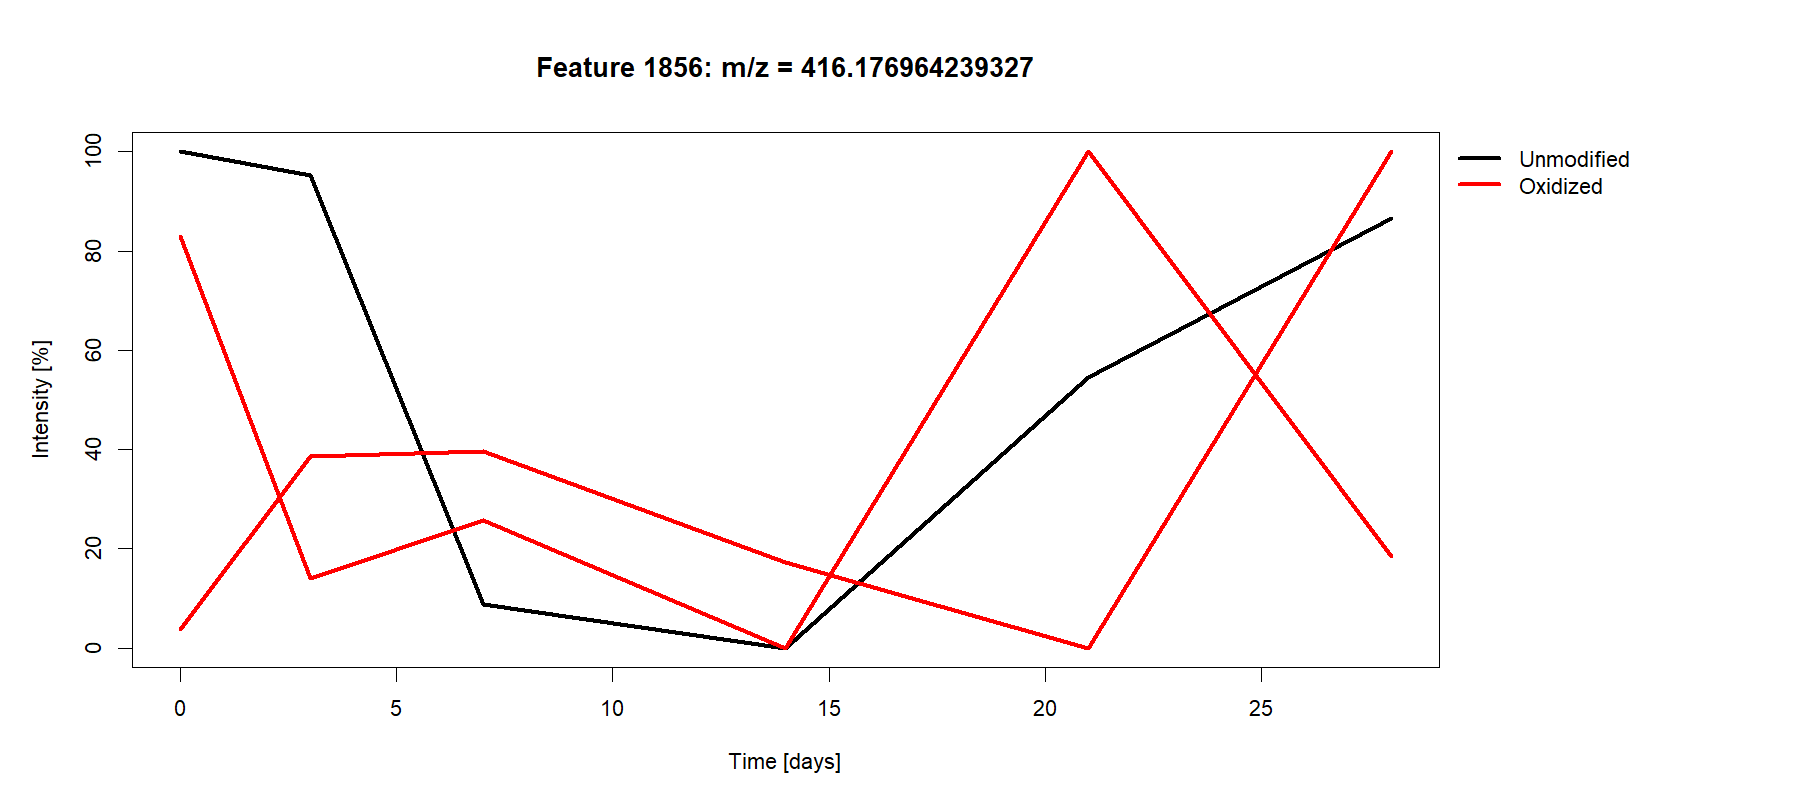 Feature 1856: m/z = 416.176964239327
Unmodified
Oxidized
Intensity [%]
100
80
60
40
20
0
0 5 10 15 20 25
Time [days]